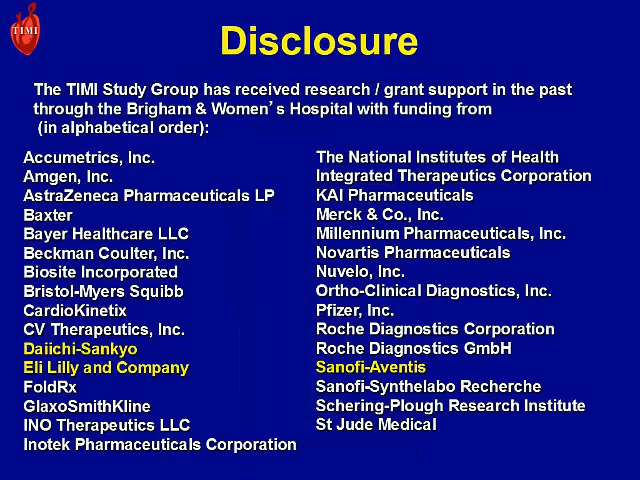 TIMI
Disclosure
The TIMI Study Group has received research / grant support in the past
through the Brigham & Women's Hospital with funding from
(in alphabetical order):
Accumetrics, Inc.
Amgen, Inc.
AstraZeneca Pharmaceuticals LP
Baxter
Bayer Healthcare LLC
Beckman Coulter, Inc.
Biosite Incorporated
Bristol-Myers Squibb
CardioKinetix
CV Therapeutics, Inc.
Daiichi-Sankyo
Eli Lilly and Company
FoldRx
GlaxoSmithKline
INO Therapeutics LLC
Inotek Pharmaceuticals Corporation
The National Institutes of Health
Integrated Therapeutics Corporation
KAI Pharmaceuticals
Merck & Co., Inc.
Millennium Pharmaceuticals, Inc.
Novartis Pharmaceuticals
Nuvelo, Inc.
Ortho-Clinical Diagnostics, Inc.
Pfizer, Inc.
Roche Diagnostics Corporation
Roche Diagnostics GmbH
Sanofi-Aventis
Sanofi-Synthelabo Recherche
Schering-Plough Research Institute
St Jude Medical